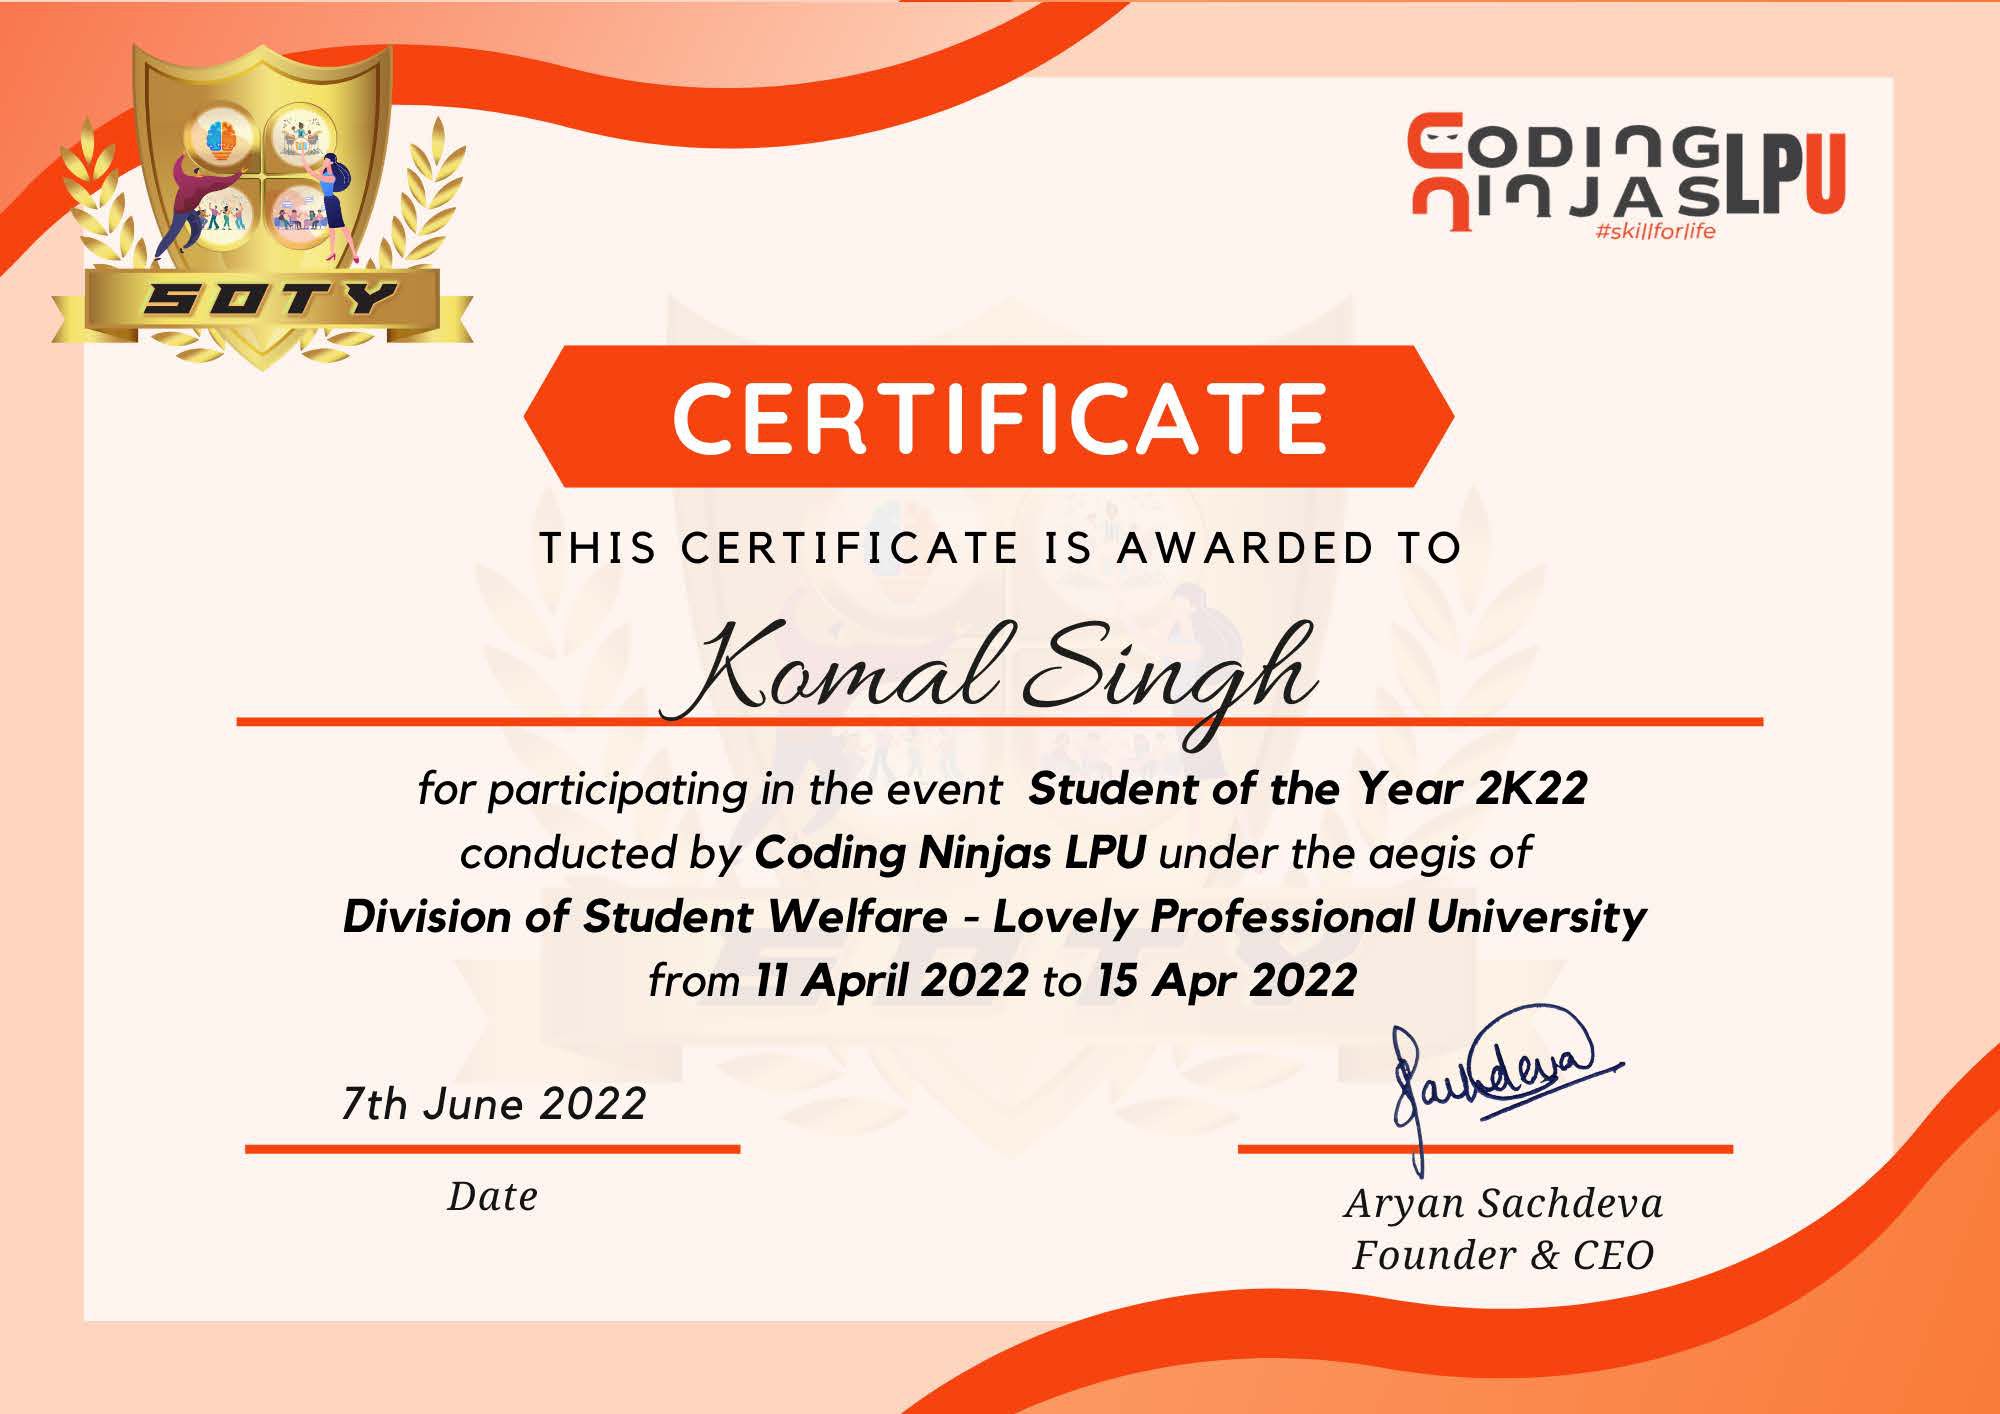 SOTY
CODING
NINJAS
LPU
#skillforlife
CERTIFICATE
THIS CERTIFICATE IS AWARDED TO
Komal Singh
for participating in the event Student of the Year 2K22
conducted by Coding Ninjas LPU under the aegis of
Division of Student Welfare - Lovely Professional University
from 11 April 2022 to 15 Apr 2022
Sachdeva
7th June 2022
Date
Aryan Sachdeva
Founder & CEO